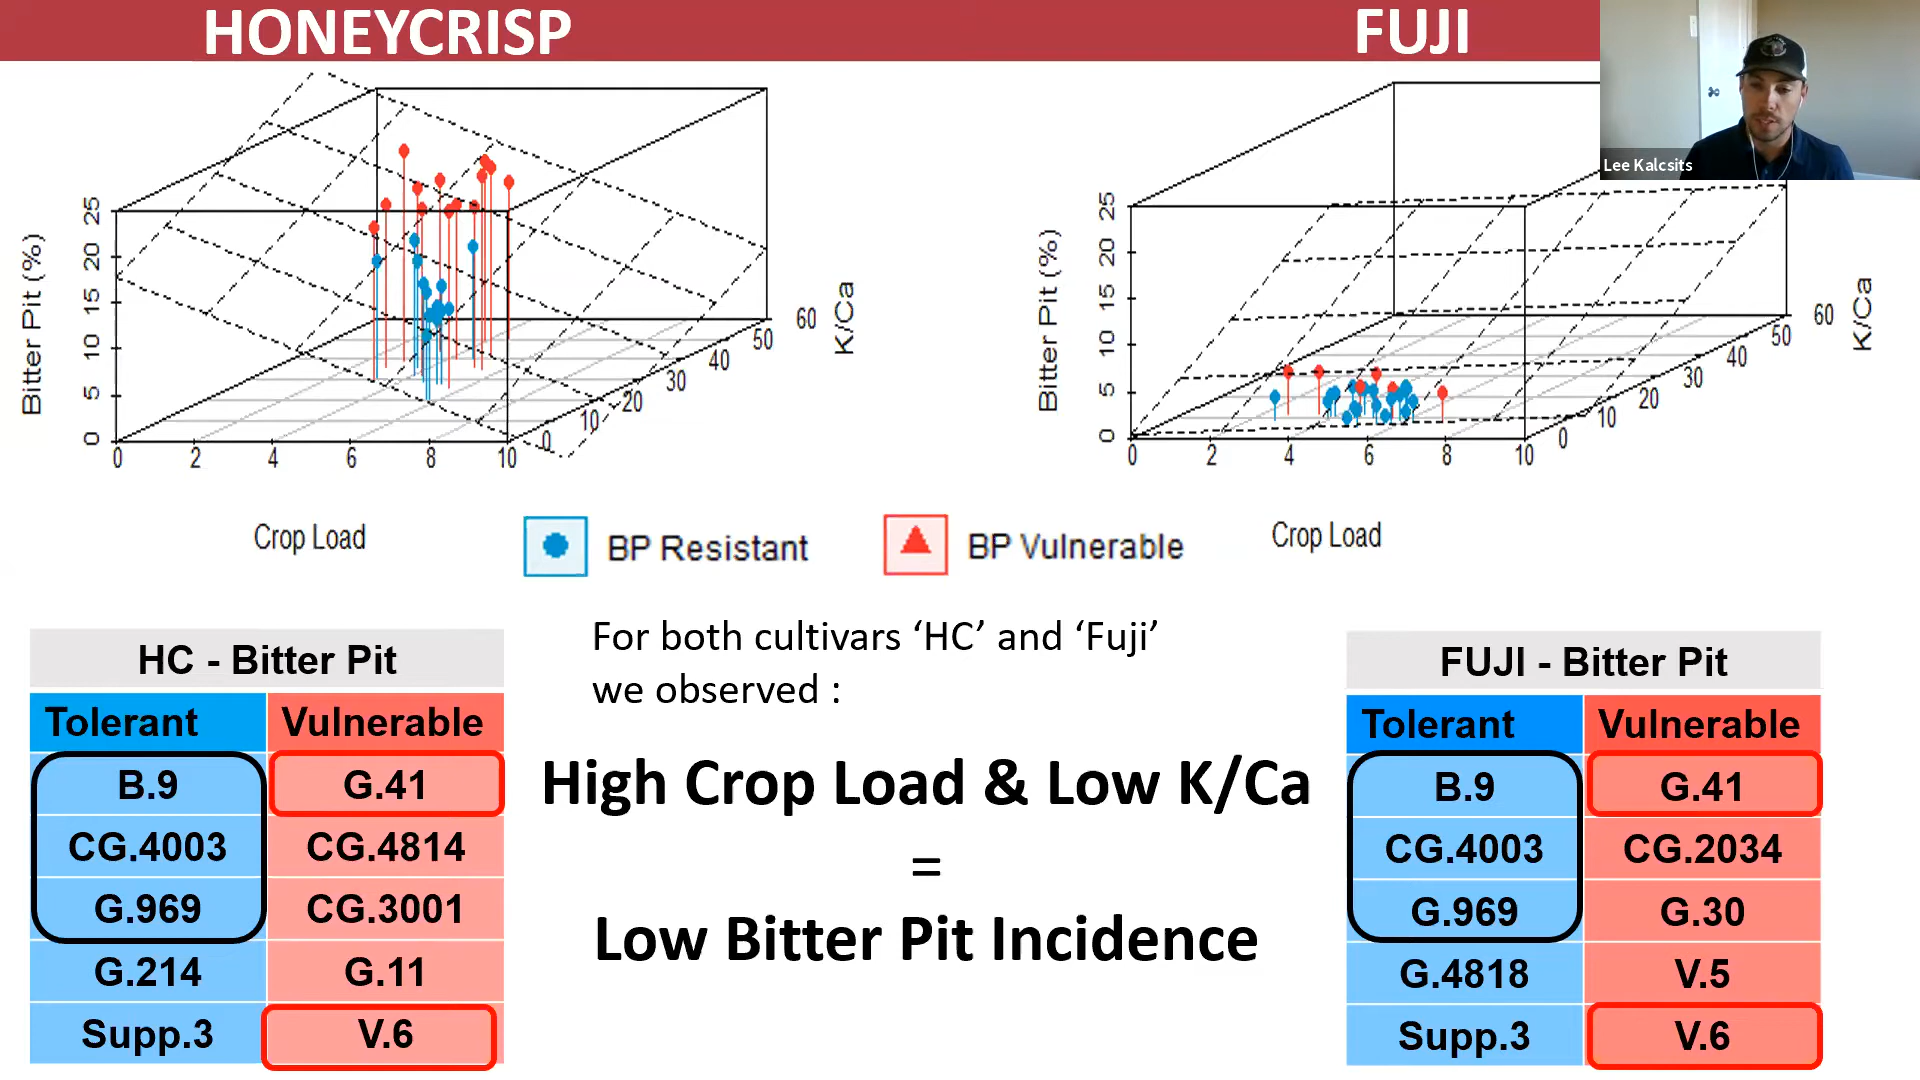 HONEYCRISP
FUJI
Lee Kalcsits
Bitter Pit (%)
25
20
15
10
5
0
0
2
4
6
8
10
0
10
20
30
40
50
60
K/Ca
Crop Load
Bitter Pit (%)
25
20
15
10
5
0
0
2
4
6
8
10
0
10
20
30
40
50
60
K/Ca
Crop Load
BP Resistant
BP Vulnerable
HC - Bitter Pit
Tolerant Vulnerable
B.9 G.41
CG.4003 CG.4814
G.969 CG.3001
G.214 G.11
Supp.3 V.6
For both cultivars ‘HC’ and ‘Fuji’
we observed :
High Crop Load & Low K/Ca
=
Low Bitter Pit Incidence
FUJI - Bitter Pit
Tolerant Vulnerable
B.9 G.41
CG.4003 CG.2034
G.969 G.30
G.4818 V.5
Supp.3 V.6